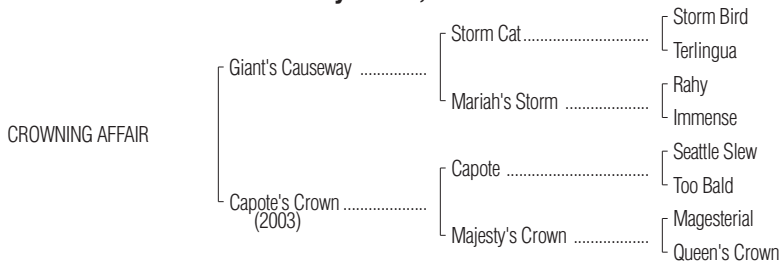 Storm Bird
Storm Cat
Terlingua
Giant's Causeway
Rahy
Mariah's Storm
Immense
CROWNING AFFAIR
Seattle Slew
Capote
Too Bald
Capote's Crown
(2003)
Magesterial
Majesty's Crown
Queen's Crown